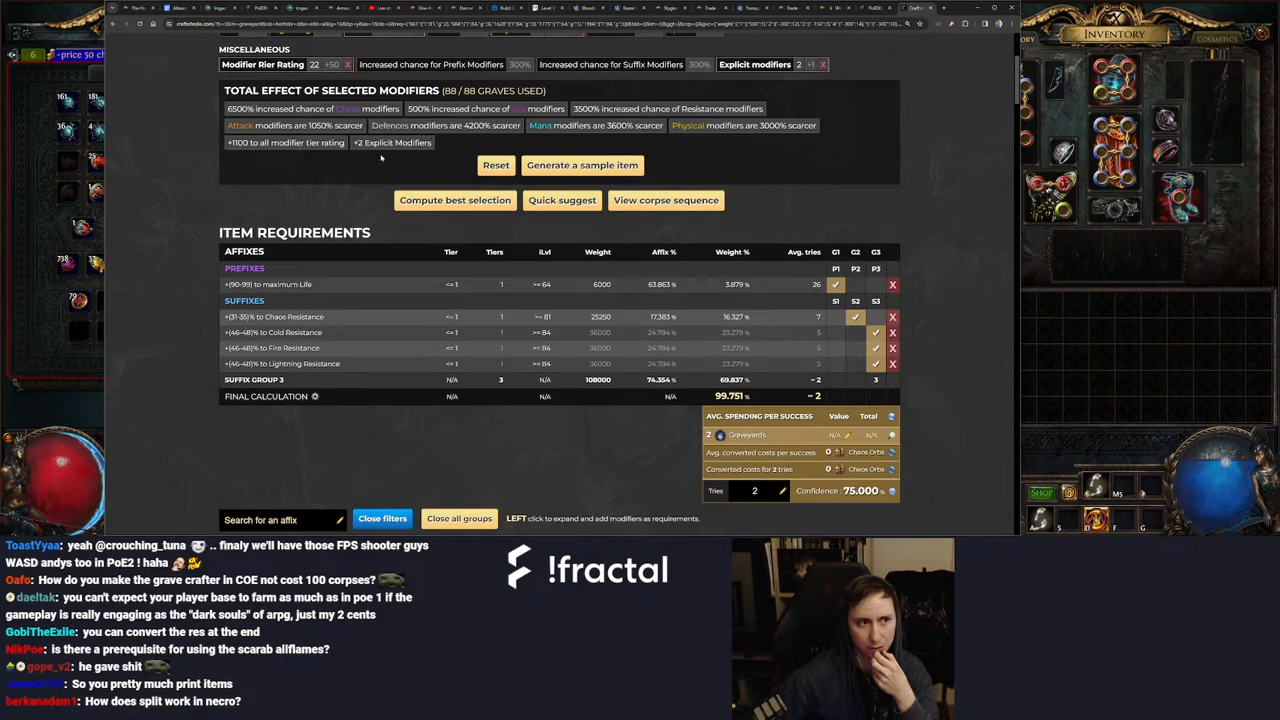 6
-price 50 ch
INVENTORY
COSMETICS
MISCELLANEOUS
Modifier Rier Rating 22 +50 X
Increased chance for Prefix Modifiers 300%
Increased chance for Suffix Modifiers 300%
Explicit modifiers 2 +1 X
TOTAL EFFECT OF SELECTED MODIFIERS (88 / 88 GRAVES USED)
6500% increased chance of Chaos modifiers
500% increased chance of Life modifiers
3500% increased chance of Resistance modifiers
Attack modifiers are 1050% scarcer
Defences modifiers are 4200% scarcer
Mana modifiers are 3600% scarcer
Physical modifiers are 3000% scarcer
+1100 to all modifier tier rating
+2 Explicit Modifiers
Reset
Generate a sample item
Compute best selection
Quick suggest
View corpse sequence
ITEM REQUIREMENTS
AFFIXES Tier Tiers iLvl Weight Affix % Weight % Avg. tries G1 G2 G3
PREFIXES P1 P2 P3
+(90-99) to maximum Life <= 1 1 >= 64 6000 63.863 % 3.879 % 26 X
SUFFIXES S1 S2 S3
+(31-35)% to Chaos Resistance <= 1 1 >= 81 25250 17.383 % 16.327 % 7 X
+(46-48)% to Cold Resistance <= 1 1 >= 84 36000 24.784 % 23.279 % 5 X
+(46-48)% to Fire Resistance <= 1 1 >= 84 36000 24.784 % 23.279 % 5 X
+(46-48)% to Lightning Resistance <= 1 1 >= 84 36000 24.784 % 23.279 % 5 X
SUFFIX GROUP 3 N/A 3 N/A 108000 74.354 % 69.837 % ~ 2 3
FINAL CALCULATION N/A N/A N/A N/A 99.751 % ~ 2
AVG. SPENDING PER SUCCESS Value Total
2 Graveyards N/A N/A
Avg. converted costs per success 0 Chaos Orbs
Converted costs for 2 tries 0 Chaos Orbs
Tries 2 Confidence : 75.000 %
Search for an affix
Close filters
Close all groups
LEFT click to expand and add modifiers as requirements.
SHOP
M5
161
738
79
ToastYyaa: yeah @crouching_tuna .. finaly we'll have those FPS shooter guys
WASD andys too in PoE2 ! haha
Oafo: How do you make the grave crafter in COE not cost 100 corpses?
daeltak: you can't expect your player base to farm as much as in poe 1 if the
gameplay is really engaging as the "dark souls" of arpg, just my 2 cents
GobiTheExile: you can convert the res at the end
NikPoe: is there a prerequisite for using the scarab allflames?
gope_v2: he gave shit
So you pretty much print items
berkanadam1: How does split work in necro?
!fractal